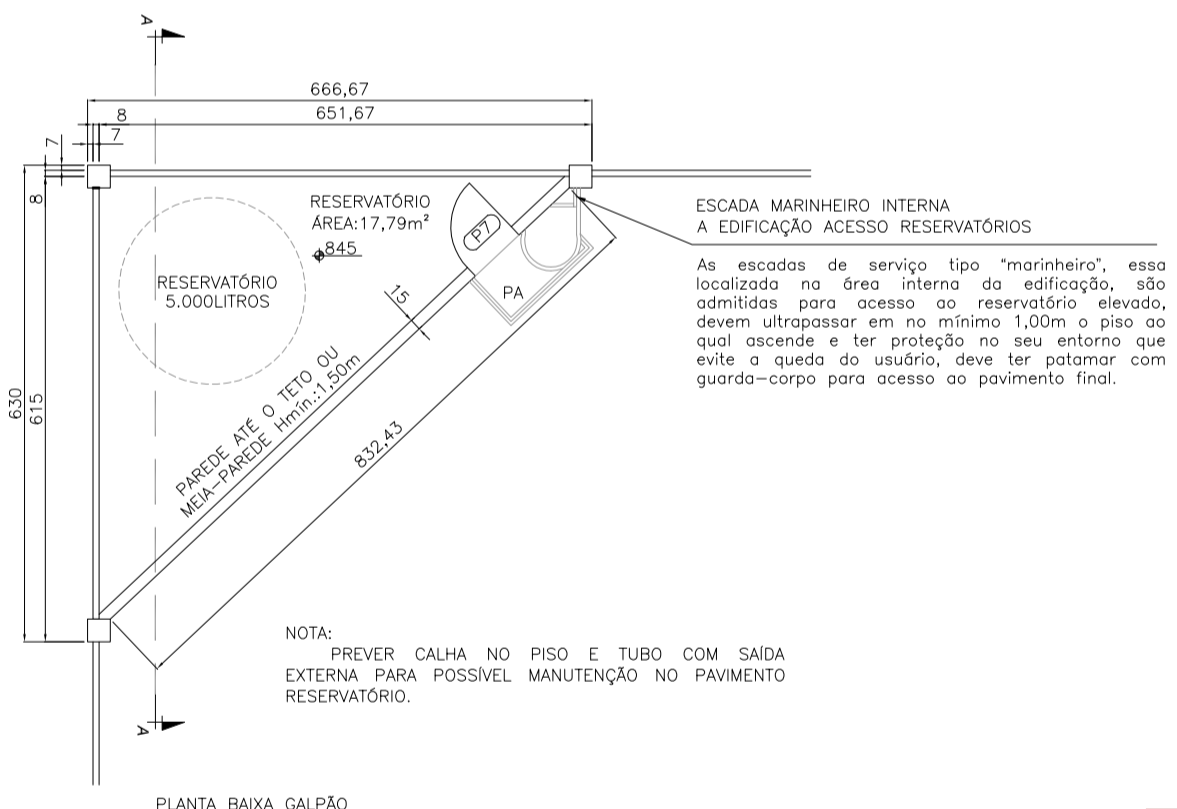 A
666,67
8
651,67
7
7
8
RESERVATÓRIO
ÁREA:17,79m²
845
P7
ESCADA MARINHEIRO INTERNA
A EDIFICAÇÃO ACESSO RESERVATÓRIOS
RESERVATÓRIO
5.000LITROS
15
PA
As escadas de serviço tipo "marinheiro", essa
localizada na área interna da edificação, são
admitidas para acesso ao reservatório elevado,
devem ultrapassar em no mínimo 1,00m o piso ao
qual ascende e ter proteção no seu entorno que
evite a queda do usuário, deve ter patamar com
guarda-corpo para acesso ao pavimento final.
630
615
PAREDE ATÉ O TETO OU
MEIA-PAREDE Hmín.:1,50m
832,43
NOTA:
PREVER CALHA NO PISO E TUBO COM SAÍDA
EXTERNA PARA POSSÍVEL MANUTENÇÃO NO PAVIMENTO
RESERVATÓRIO.
A
PLANTA BAIXA GALPÃO